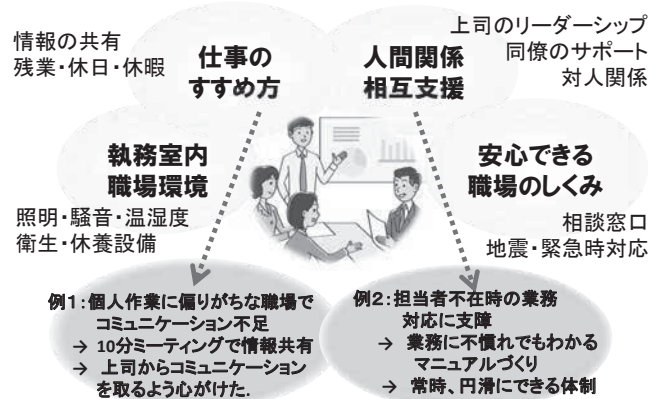 情報の共有
残業・休日・休暇
仕事の
すすめ方
人間関係
相互支援
上司のリーダーシップ
同僚のサポート
対人関係
執務室内
職場環境
照明・騒音・温湿度
衛生・休養設備
安心できる
職場のしくみ
相談窓口
地震・緊急時対応
例1：個人作業に偏りがちな職場で
コミュニケーション不足
→ 10分ミーティングで情報共有
→ 上司からコミュニケーション
を取るよう心がけた．
例2：担当者不在時の業務
対応に支障
→ 業務に不慣れでもわかる
マニュアルづくり
→ 常時、円滑にできる体制